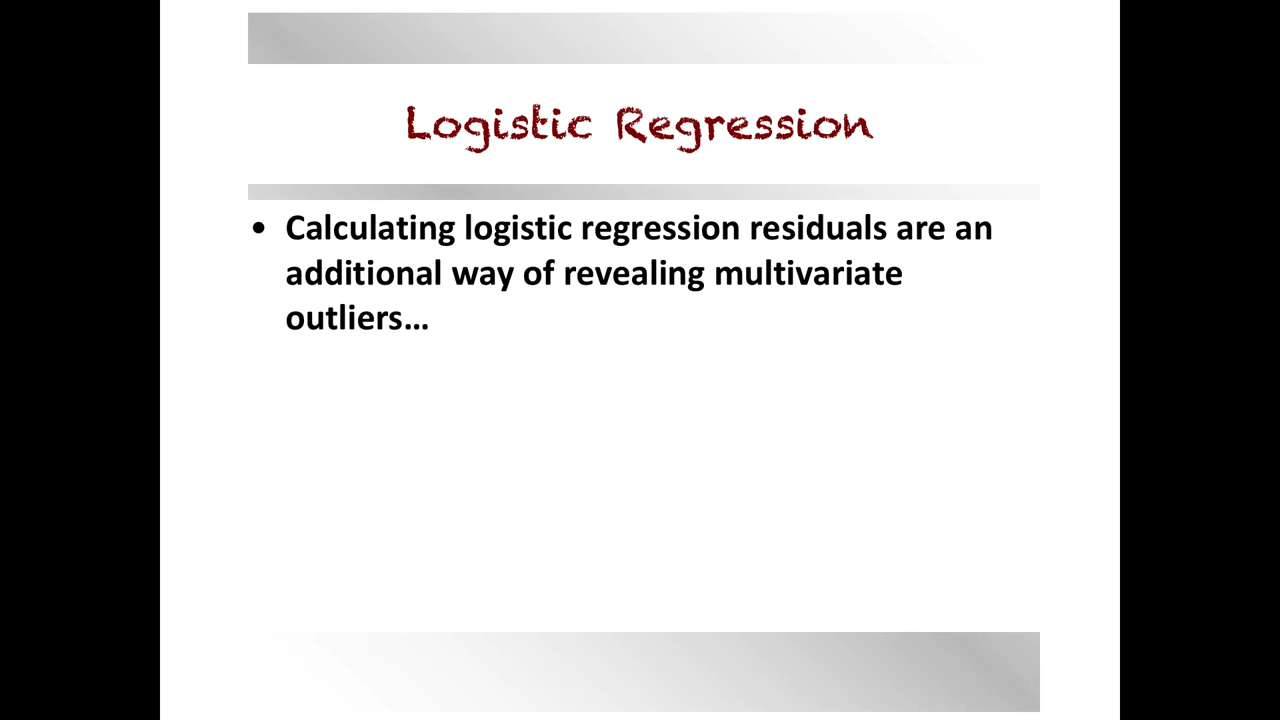 Logistic Regression
• Calculating logistic regression residuals are an
additional way of revealing multivariate
outliers…